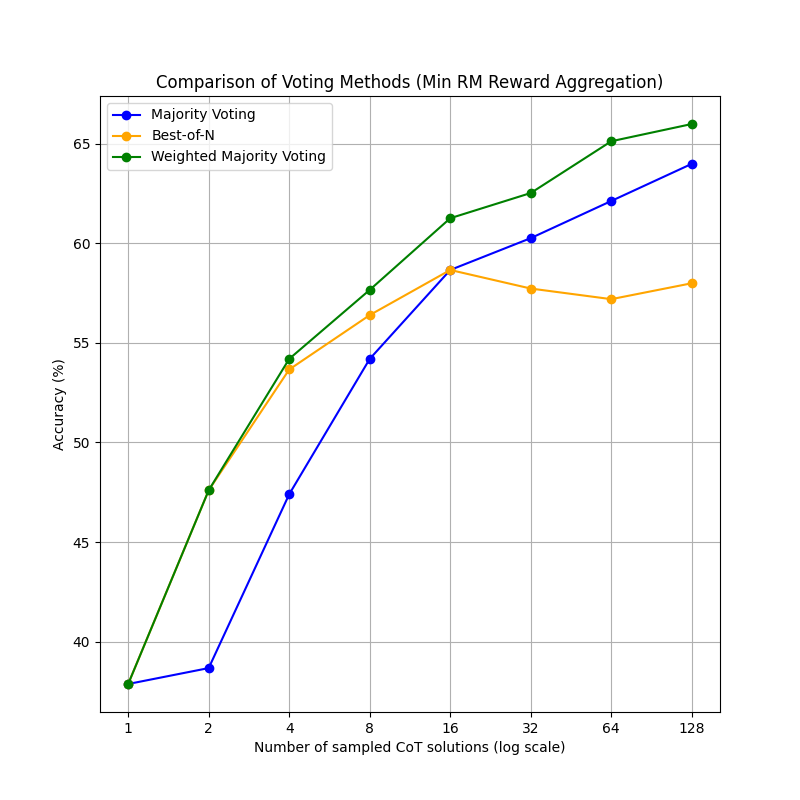 Comparison of Voting Methods (Min RM Reward Aggregation)
Majority Voting
Best-of-N
Weighted Majority Voting
Accuracy (%)
65
60
55
50
45
40
1 2 4 8 16 32 64 128
Number of sampled CoT solutions (log scale)